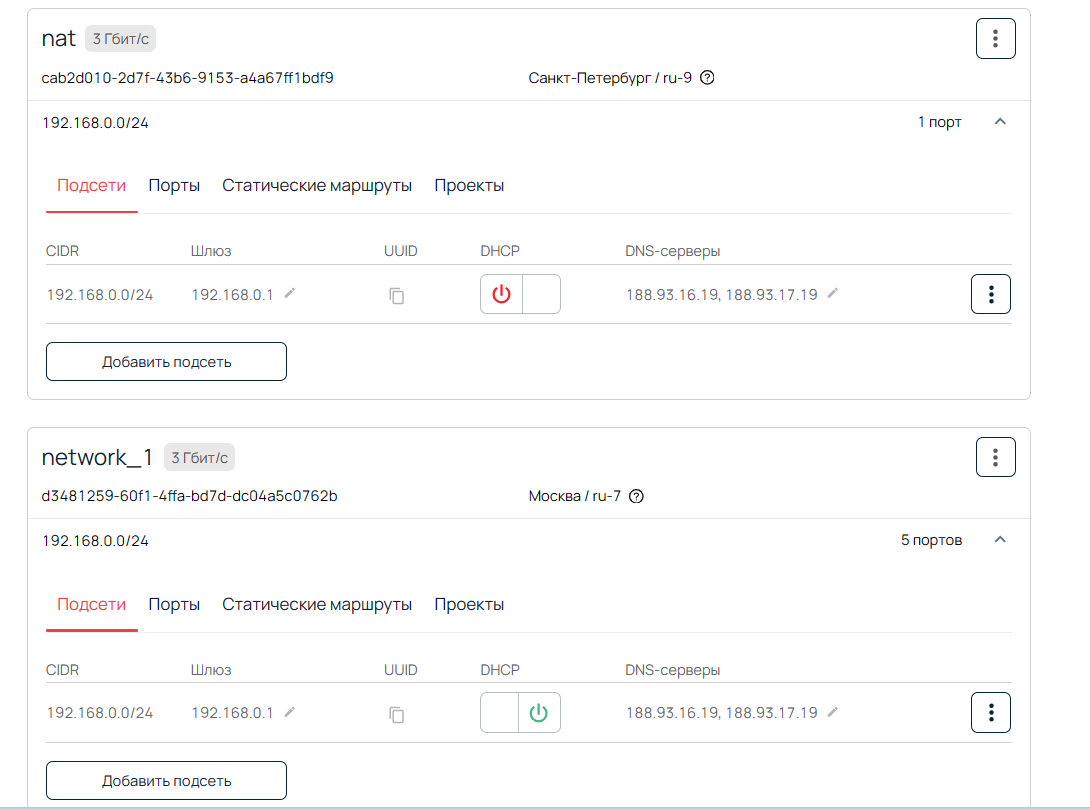 nat 3 Гбит/с
cab2d010-2d7f-43b6-9153-a4a67ff1bdf9 Санкт-Петербург / ru-9
192.168.0.0/24 1 порт
Подсети Порты Статические маршруты Проекты
CIDR Шлюз UUID DHCP DNS-серверы
192.168.0.0/24 192.168.0.1 188.93.16.19, 188.93.17.19
Добавить подсеть
network_1 3 Гбит/с
d3481259-60f1-4ffa-bd7d-dc04a5c0762b Москва / ru-7
192.168.0.0/24 5 портов
Подсети Порты Статические маршруты Проекты
CIDR Шлюз UUID DHCP DNS-серверы
192.168.0.0/24 192.168.0.1 188.93.16.19, 188.93.17.19
Добавить подсеть